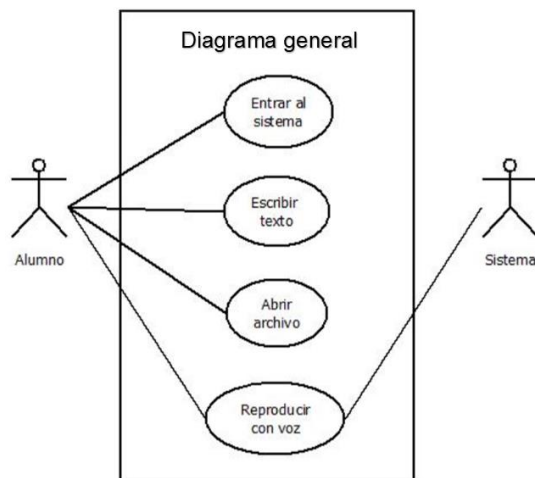 Diagrama general
Entrar al
sistema
Escribir
texto
Alumno
Sistema
Abrir
archivo
Reproducir
con voz